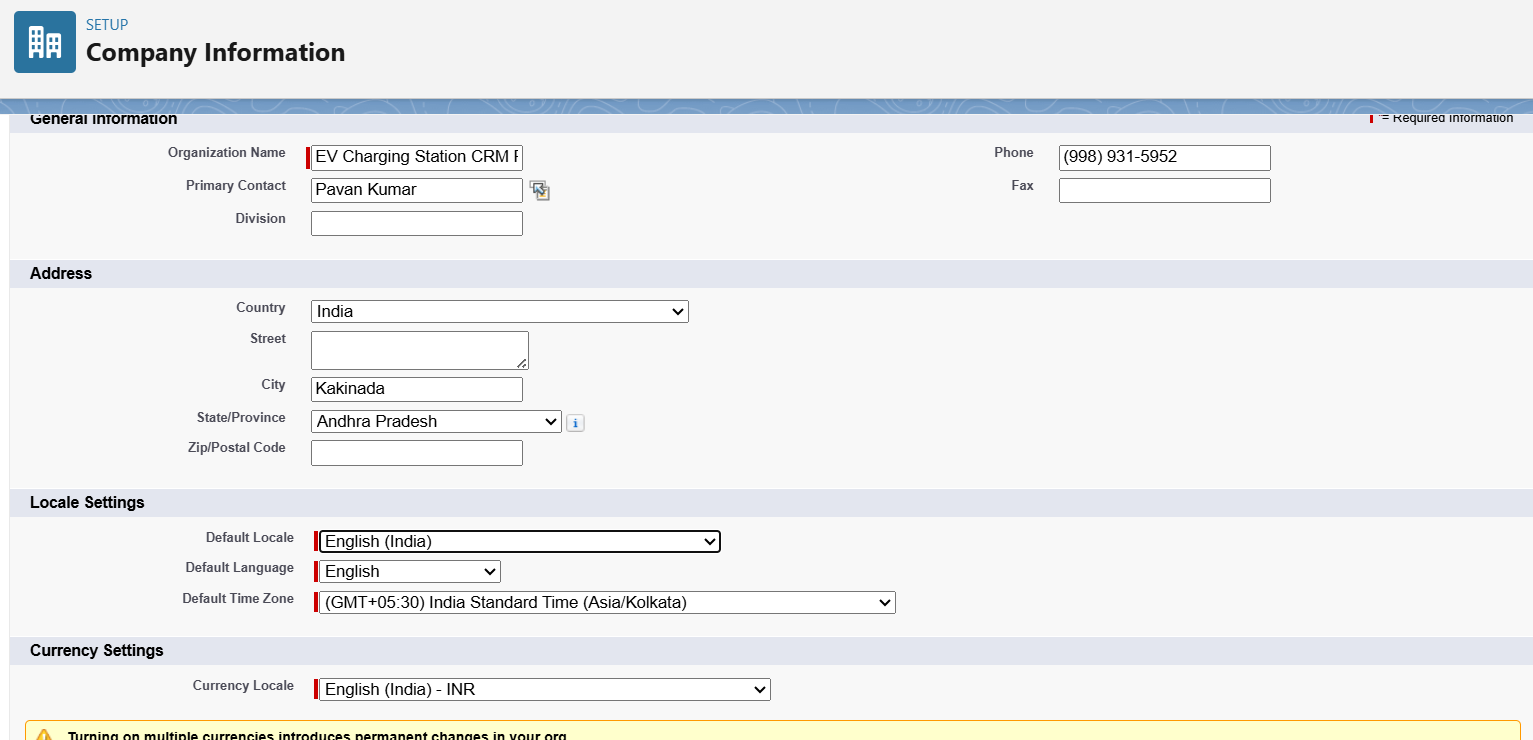 SETUP
Company Information
General Information
= Required Information
Organization Name EV Charging Station CRM
Phone (998) 931-5952
Primary Contact Pavan Kumar
Fax
Division
Address
Country India
Street
City Kakinada
State/Province Andhra Pradesh
Zip/Postal Code
Locale Settings
Default Locale English (India)
Default Language English
Default Time Zone (GMT+05:30) India Standard Time (Asia/Kolkata)
Currency Settings
Currency Locale English (India) - INR
Turning on multiple currencies introduces permanent changes in your org